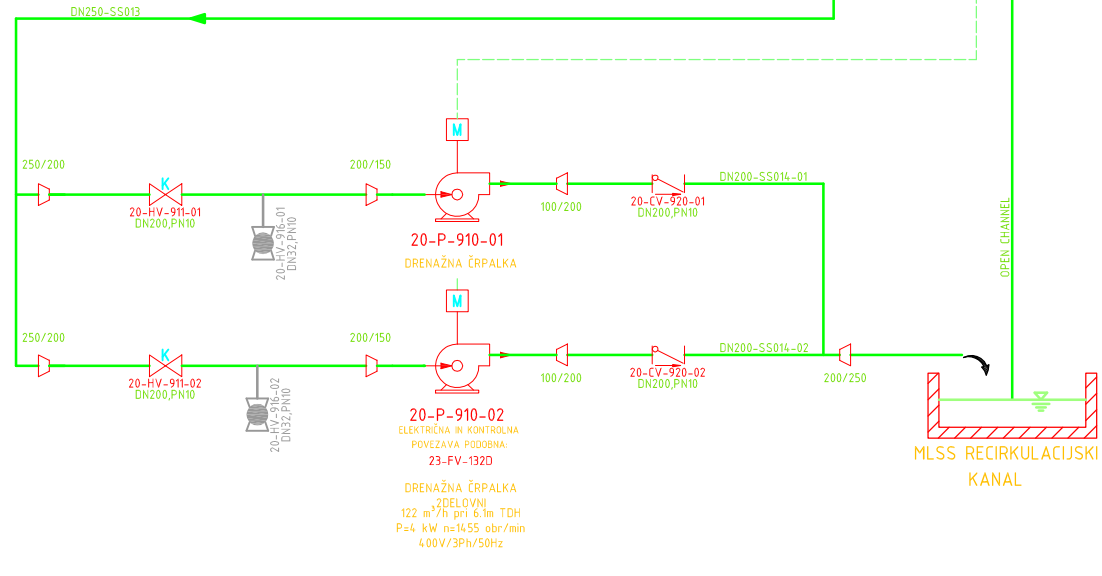 DN250-SS013
M
250/200
200/150
K
20-HV-911-01
DN200,PN10
20-HV-916-01
DN32,PN10
100/200
20-CV-920-01
DN200,PN10
DN200-SS014-01
OPEN CHANNEL
20-P-910-01
DRENAŽNA ČRPALKA
M
250/200
200/150
K
20-HV-911-02
DN200,PN10
20-HV-916-02
DN32,PN10
100/200
20-CV-920-02
DN200,PN10
DN200-SS014-02
200/250
20-P-910-02
ELEKTRIČNA IN KONTROLNA
POVEZAVA PODOBNA:
23-FV-132D
DRENAŽNA ČRPALKA
2DELOVNI
122 m³/h pri 6.1m TDH
P=4 kW n=1455 obr/min
400V/3Ph/50Hz
MLSS RECIRKULACIJSKI
KANAL